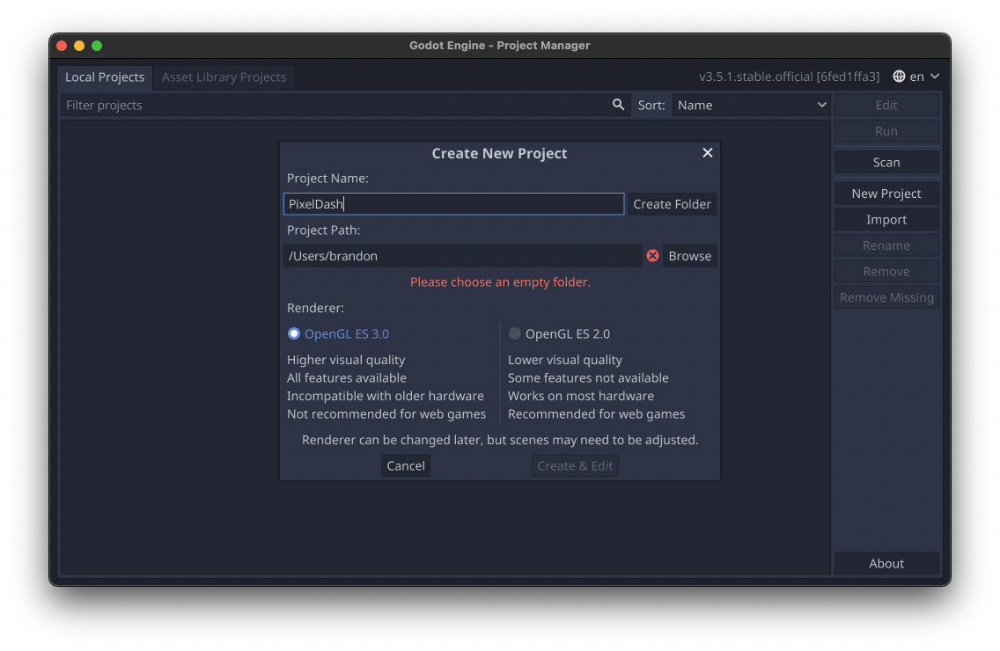 Godot Engine - Project Manager
Local Projects Asset Library Projects v3.5.1.stable.official [6fed1ffa3] en
Filter projects Sort: Name Edit
Run
Create New Project
Scan
Project Name:
New Project
PixelDash Create Folder
Import
Project Path:
Rename
/Users/brandon Browse
Remove
Please choose an empty folder.
Remove Missing
Renderer:
OpenGL ES 3.0 OpenGL ES 2.0
Higher visual quality Lower visual quality
All features available Some features not available
Incompatible with older hardware Works on most hardware
Not recommended for web games Recommended for web games
Renderer can be changed later, but scenes may need to be adjusted.
Cancel Create & Edit
About